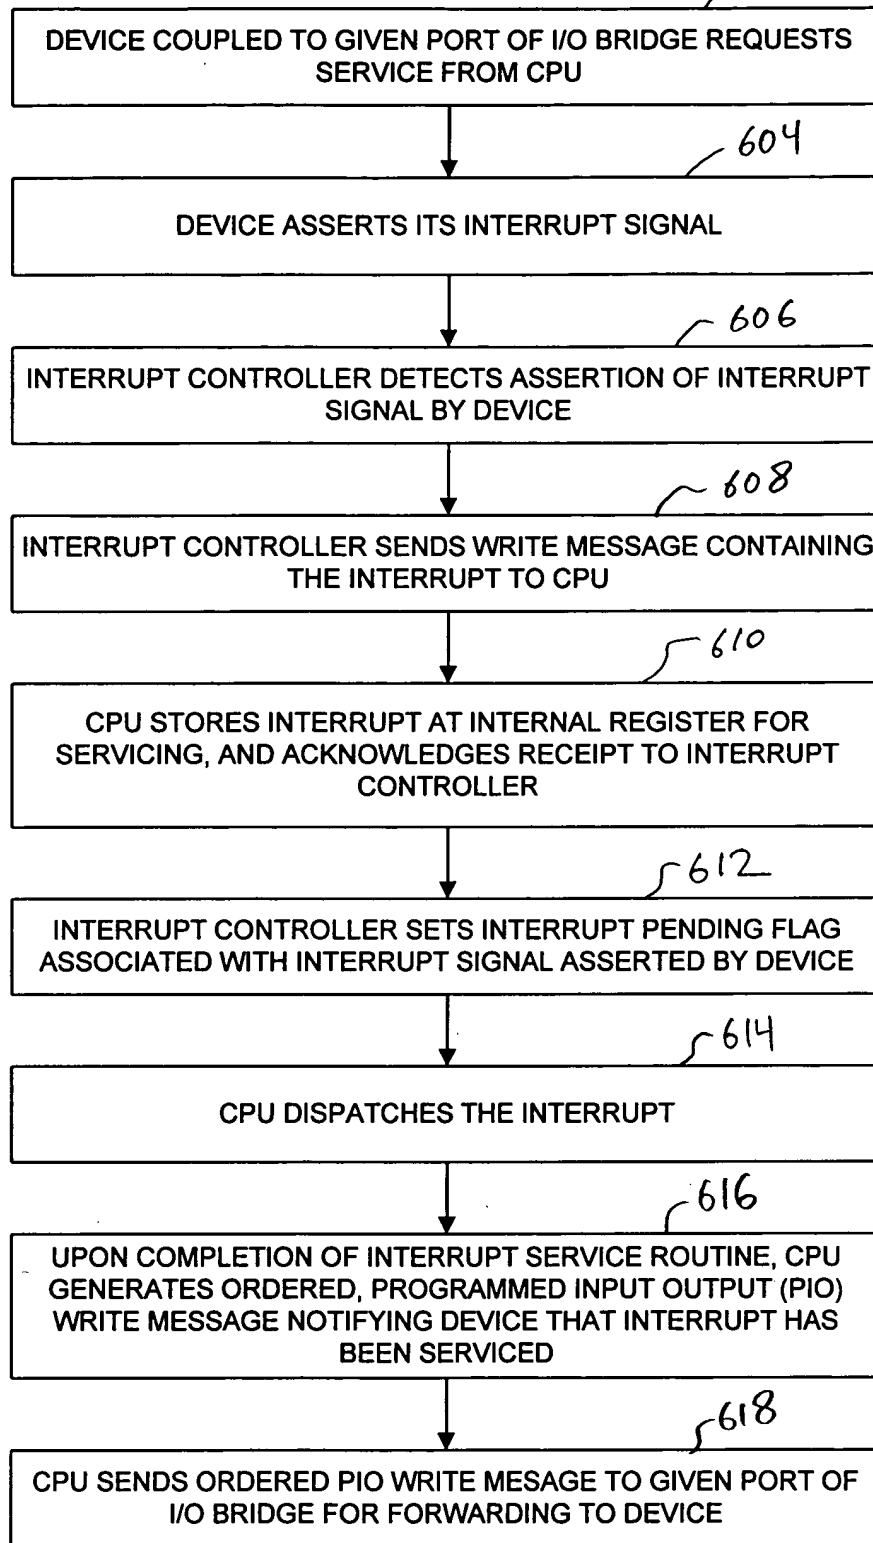 DEVICE COUPLED TO GIVEN PORT OF I/O BRIDGE REQUESTS
SERVICE FROM CPU
604
DEVICE ASSERTS ITS INTERRUPT SIGNAL
606
INTERRUPT CONTROLLER DETECTS ASSERTION OF INTERRUPT
SIGNAL BY DEVICE
608
INTERRUPT CONTROLLER SENDS WRITE MESSAGE CONTAINING
THE INTERRUPT TO CPU
610
CPU STORES INTERRUPT AT INTERNAL REGISTER FOR
SERVICING, AND ACKNOWLEDGES RECEIPT TO INTERRUPT
CONTROLLER
612
INTERRUPT CONTROLLER SETS INTERRUPT PENDING FLAG
ASSOCIATED WITH INTERRUPT SIGNAL ASSERTED BY DEVICE
614
CPU DISPATCHES THE INTERRUPT
616
UPON COMPLETION OF INTERRUPT SERVICE ROUTINE, CPU
GENERATES ORDERED, PROGRAMMED INPUT OUTPUT (PIO)
WRITE MESSAGE NOTIFYING DEVICE THAT INTERRUPT HAS
BEEN SERVICED
618
CPU SENDS ORDERED PIO WRITE MESAGE TO GIVEN PORT OF
I/O BRIDGE FOR FORWARDING TO DEVICE